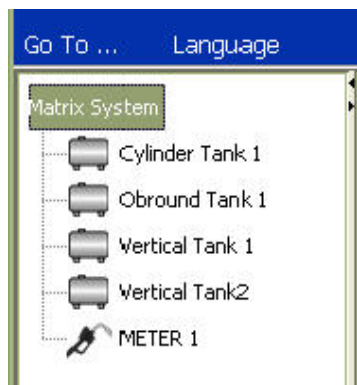 Go To ... Language
Matrix System
Cylinder Tank 1
Obround Tank 1
Vertical Tank 1
Vertical Tank2
METER 1